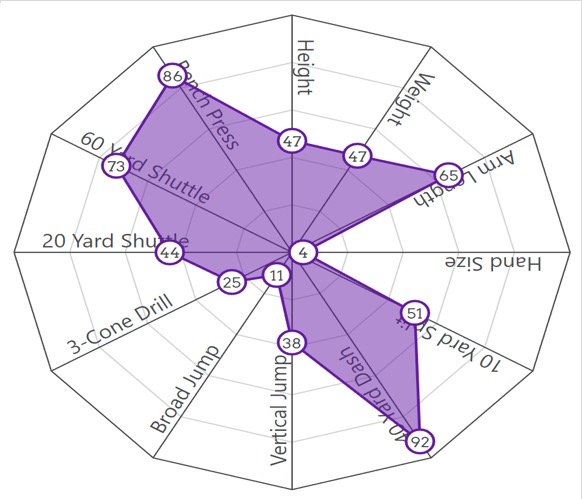 Height
47
Weight
47
Arm Length
65
Hand Size
4
10 Yard Split
51
40 Yard Dash
92
Vertical Jump
38
Broad Jump
11
3-Cone Drill
25
20 Yard Shuttle
44
60 Yard Shuttle
73
Bench Press
86